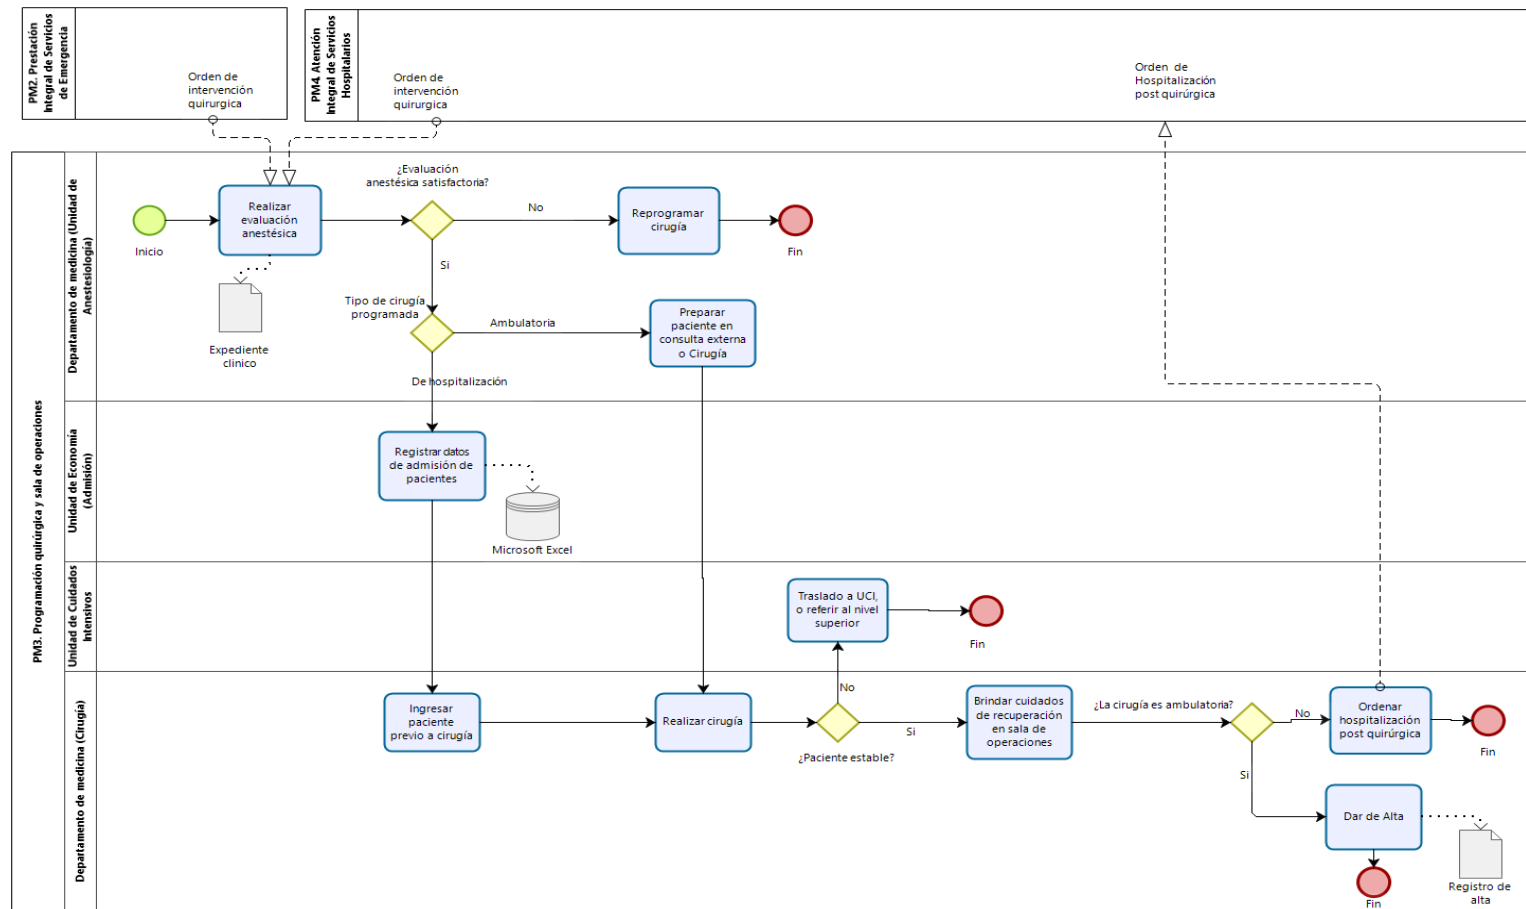 PM2. Prestación
Integral de Servicios
de Emergencia
Orden de
intervención
quirurgica
PM4. Atención
Integral de Servicios
Hospitalarios
Orden de
intervención
quirurgica
Orden de
Hospitalización
post quirúrgica
PM3. Programación quirúrgica y sala de operaciones
Departamento de medicina (Unidad de
Anestesiología)
Inicio
Realizar
evaluación
anestésica
Expediente
clinico
¿Evaluación
anestésica satisfactoria?
No
Reprogramar
cirugía
Fin
Si
Tipo de cirugía
programada
Ambulatoria
Preparar
paciente en
consulta externa
o Cirugía
De hospitalización
Unidad de Economía
(Admisión)
Registrar datos
de admisión de
pacientes
Microsoft Excel
Unidad de Cuidados
Intensivos
Traslado a UCI,
o referir al nivel
superior
Fin
Departamento de medicina (Cirugía)
Ingresar
paciente
previo a cirugía
Realizar cirugía
No
¿Paciente estable?
Si
Brindar cuidados
de recuperación
en sala de
operaciones
¿La cirugía es ambulatoria?
No
Ordenar
hospitalización
post quirúrgica
Fin
Si
Dar de Alta
Fin
Registro de
alta